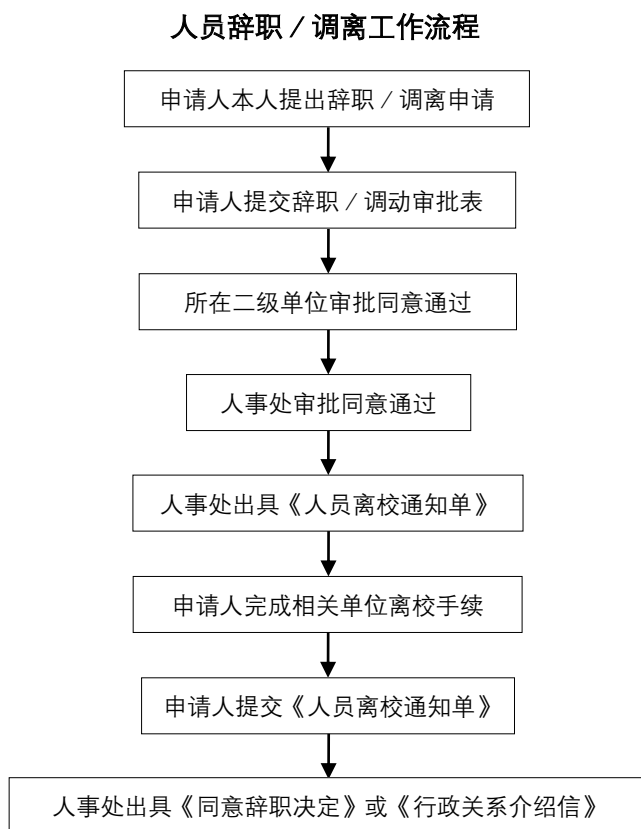 人员辞职／调离工作流程
申请人本人提出辞职／调离申请
申请人提交辞职／调动审批表
所在二级单位审批同意通过
人事处审批同意通过
人事处出具《人员离校通知单》
申请人完成相关单位离校手续
申请人提交《人员离校通知单》
人事处出具《同意辞职决定》或《行政关系介绍信》